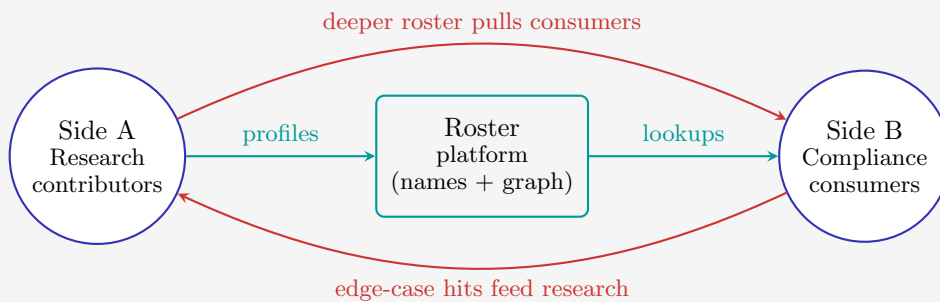 deeper roster pulls consumers
Side A
Research
contributors
profiles
Roster
platform
(names + graph)
lookups
Side B
Compliance
consumers
edge-case hits feed research